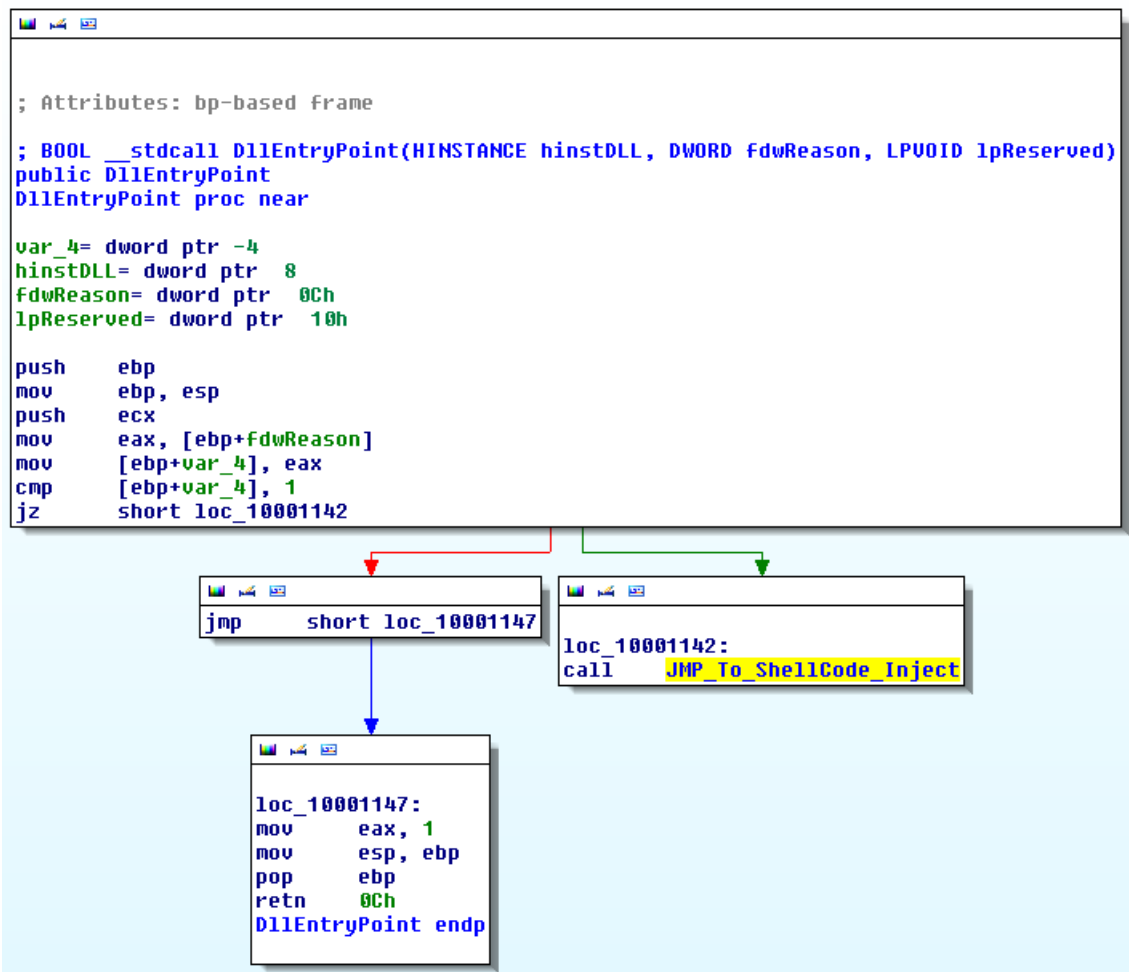 ; Attributes: bp-based frame
; BOOL __stdcall DllEntryPoint(HINSTANCE hinstDLL, DWORD fdwReason, LPVOID lpReserved)
public DllEntryPoint
DllEntryPoint proc near
var_4= dword ptr -4
hinstDLL= dword ptr  8
fdwReason= dword ptr  0Ch
lpReserved= dword ptr  10h
push    ebp
mov     ebp, esp
push    ecx
mov     eax, [ebp+fdwReason]
mov     [ebp+var_4], eax
cmp     [ebp+var_4], 1
jz      short loc_10001142
jmp     short loc_10001147
loc_10001142:
call    JMP_To_ShellCode_Inject
loc_10001147:
mov     eax, 1
mov     esp, ebp
pop     ebp
retn    0Ch
DllEntryPoint endp